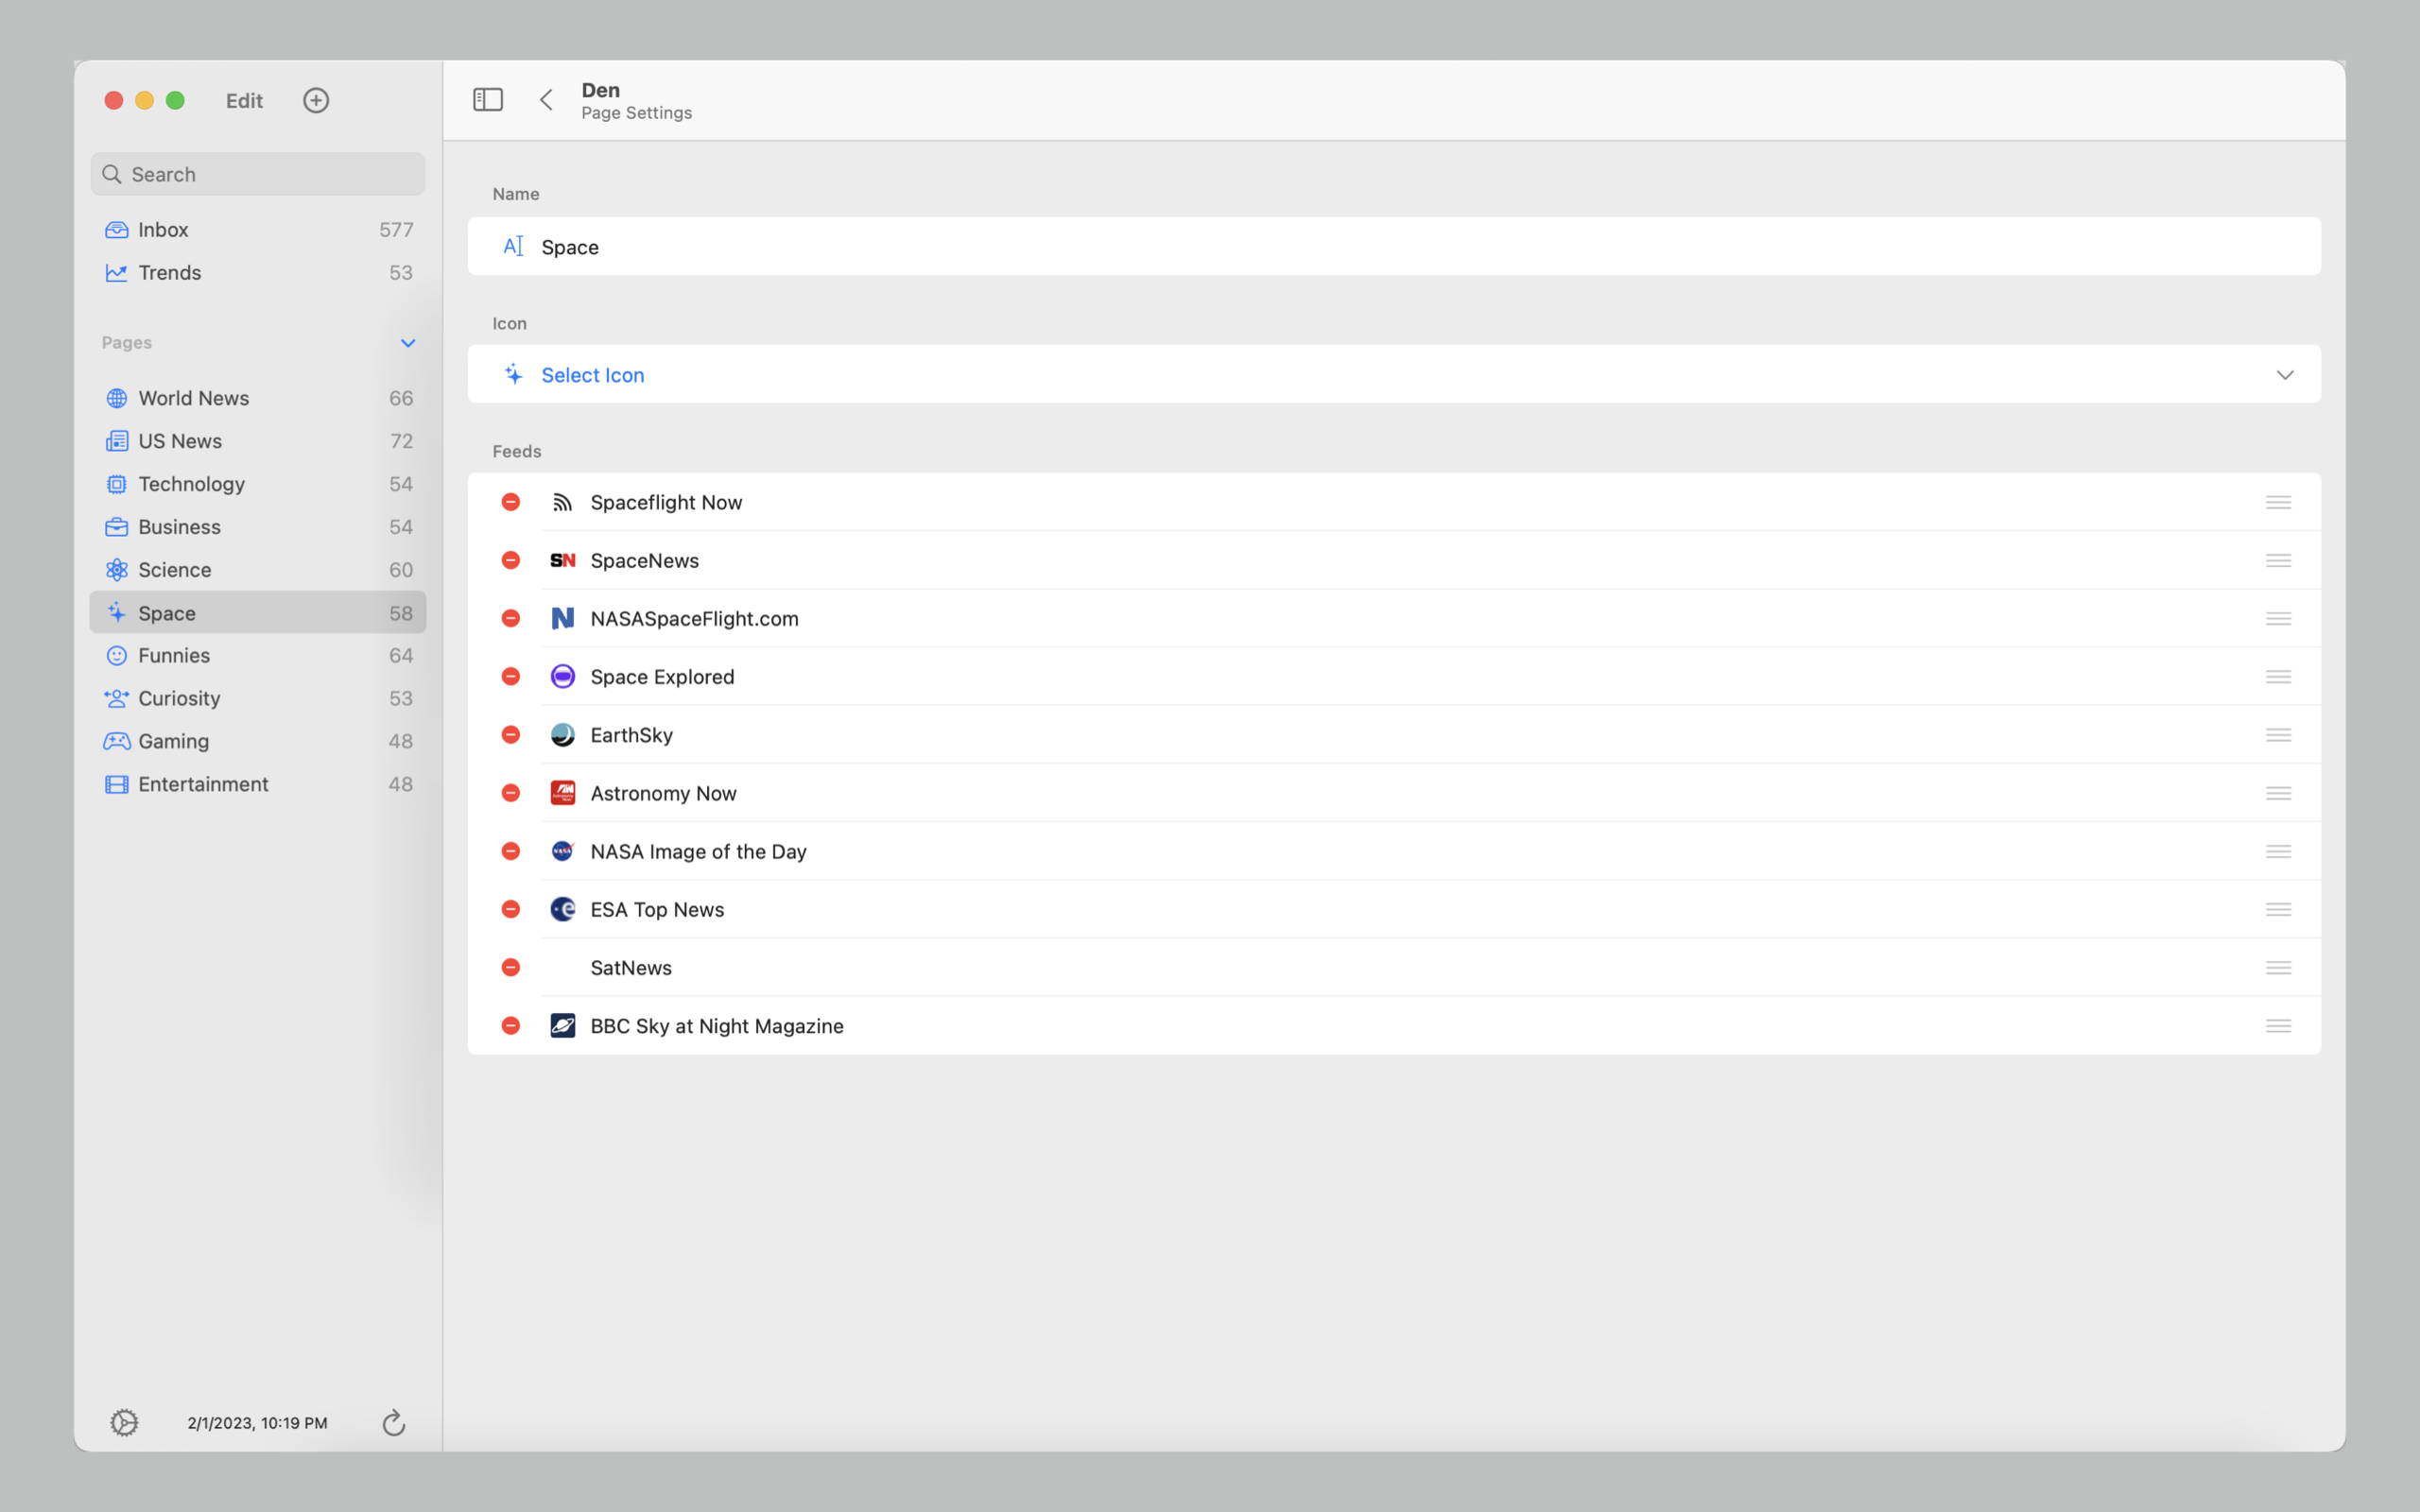 Edit
Den
Page Settings
Search
Inbox 577
Trends 53
Pages
World News 66
US News 72
Technology 54
Business 54
Science 60
Space 58
Funnies 64
Curiosity 53
Gaming 48
Entertainment 48
2/1/2023, 10:19 PM
Name
A Space
Icon
Select Icon
Feeds
Spaceflight Now
SN SpaceNews
N NASASpaceFlight.com
Space Explored
EarthSky
Astronomy Now
NASA NASA Image of the Day
e ESA Top News
SatNews
BBC Sky at Night Magazine